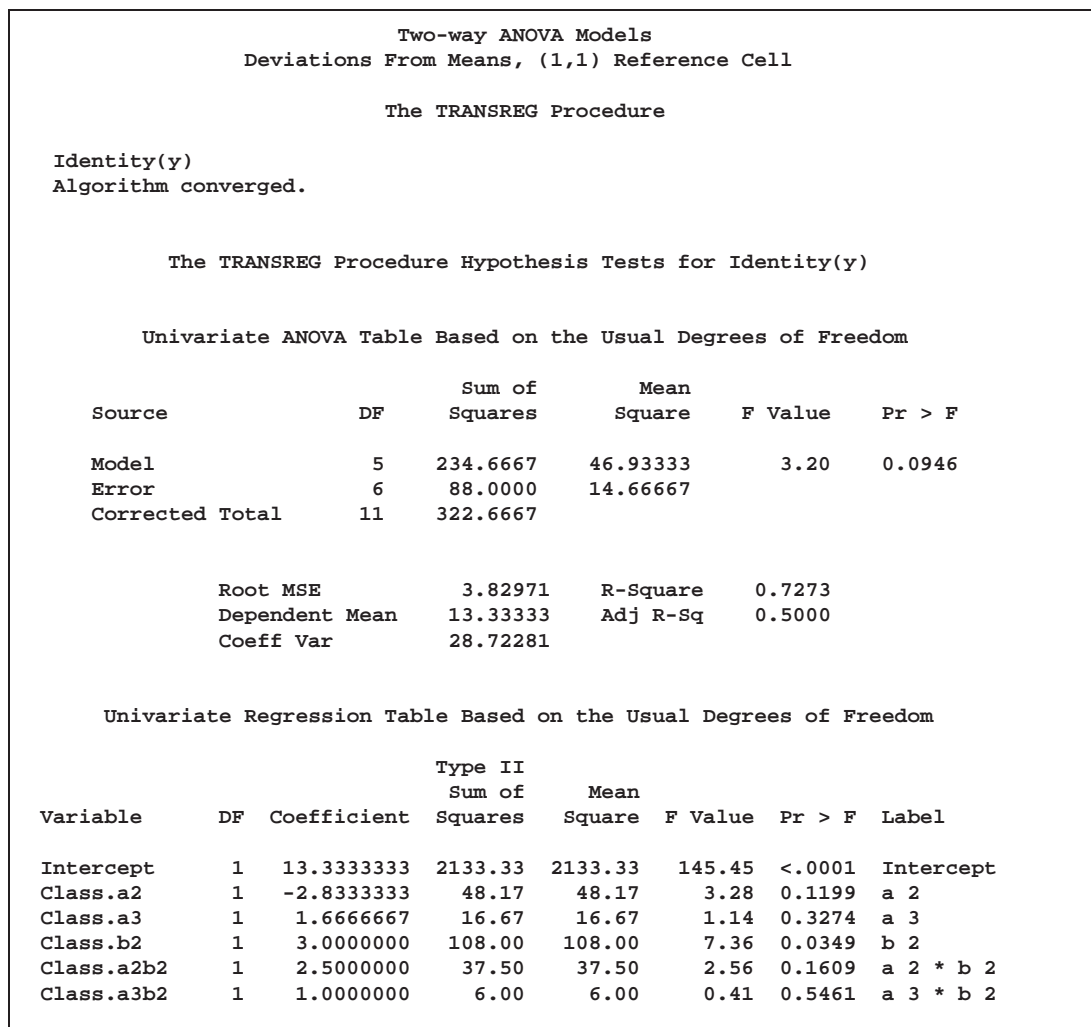 Two-way ANOVA Models
Deviations From Means, (1,1) Reference Cell
The TRANSREG Procedure
Identity(y)
Algorithm converged.
The TRANSREG Procedure Hypothesis Tests for Identity(y)
Univariate ANOVA Table Based on the Usual Degrees of Freedom
Sum of Mean
Source DF Squares Square F Value Pr > F
Model 5 234.6667 46.93333 3.20 0.0946
Error 6 88.0000 14.66667
Corrected Total 11 322.6667
Root MSE 3.82971 R-Square 0.7273
Dependent Mean 13.33333 Adj R-Sq 0.5000
Coeff Var 28.72281
Univariate Regression Table Based on the Usual Degrees of Freedom
Type II
Sum of Mean
Variable DF Coefficient Squares Square F Value Pr > F Label
Intercept 1 13.3333333 2133.33 2133.33 145.45 <.0001 Intercept
Class.a2 1 -2.8333333 48.17 48.17 3.28 0.1199 a 2
Class.a3 1 1.6666667 16.67 16.67 1.14 0.3274 a 3
Class.b2 1 3.0000000 108.00 108.00 7.36 0.0349 b 2
Class.a2b2 1 2.5000000 37.50 37.50 2.56 0.1609 a 2 * b 2
Class.a3b2 1 1.0000000 6.00 6.00 0.41 0.5461 a 3 * b 2